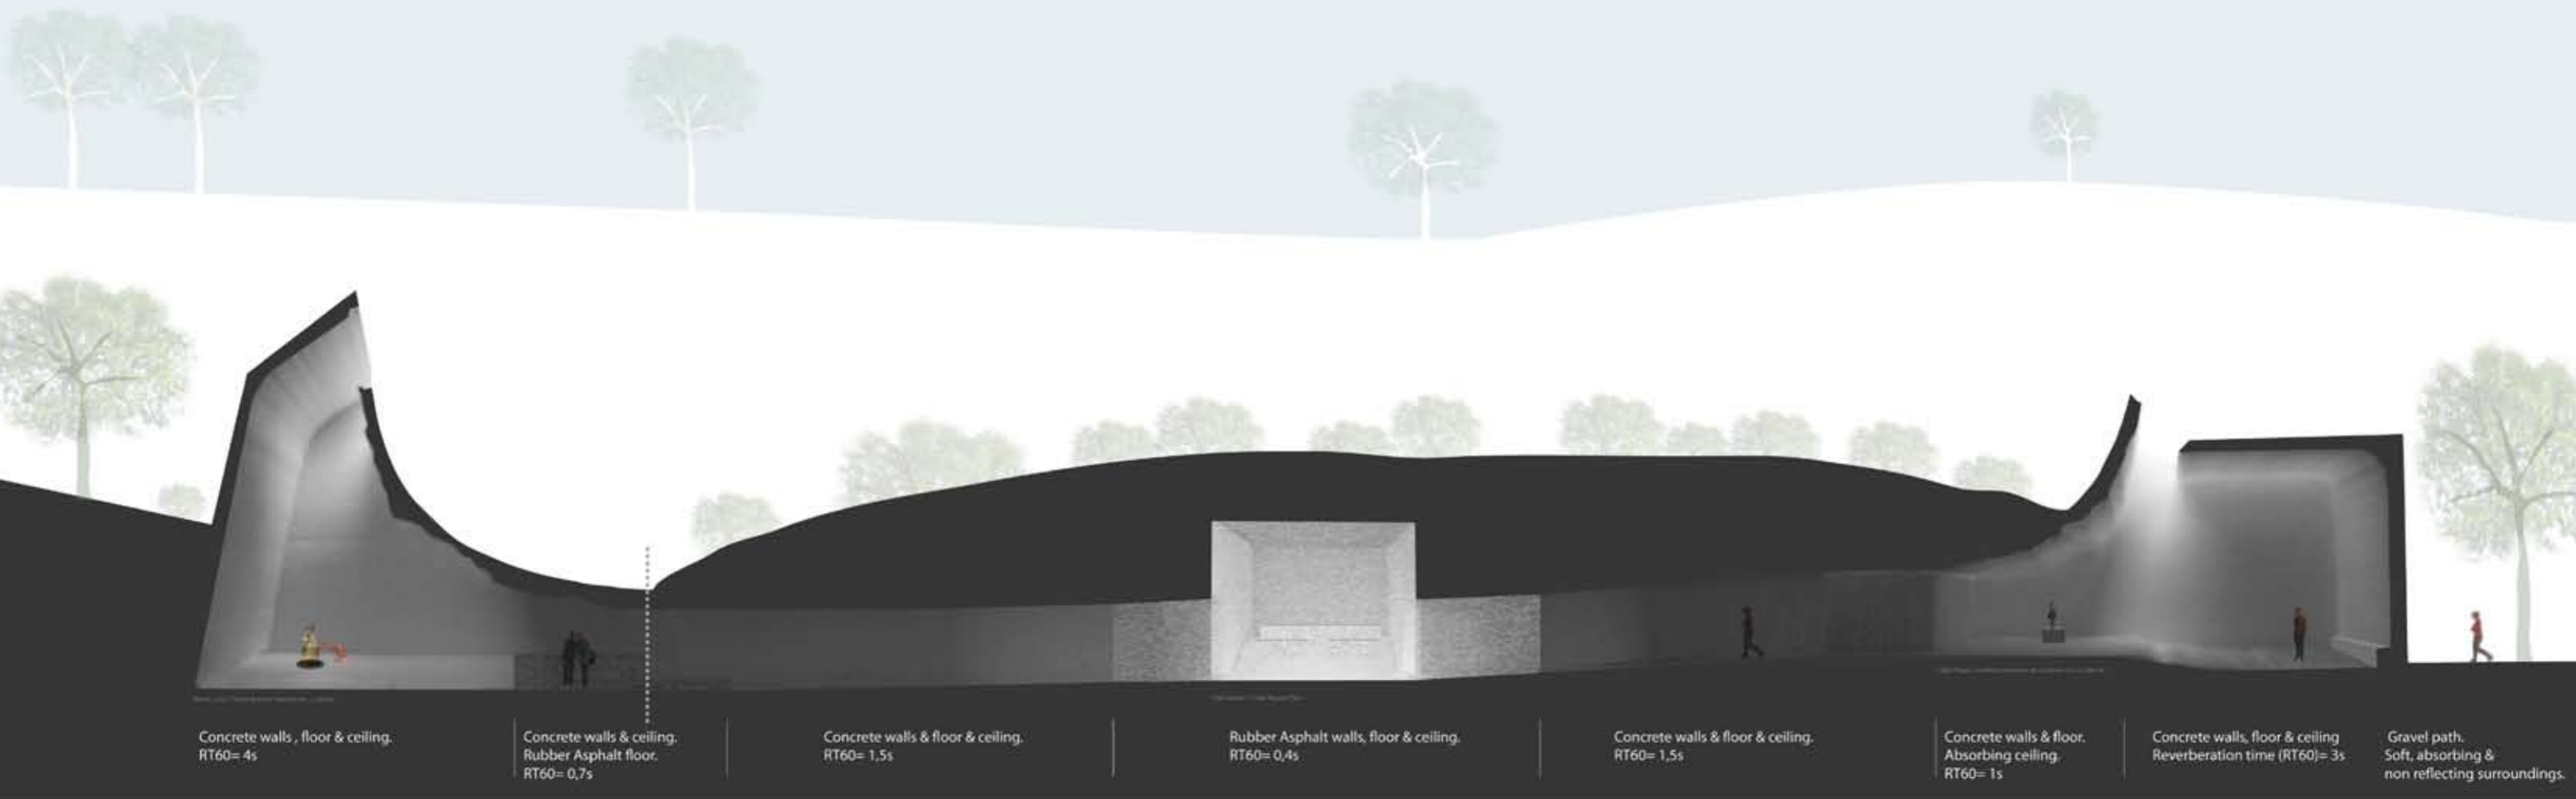 Concrete walls , floor & ceiling.
RT60= 4s
Concrete walls & ceiling.
Rubber Asphalt floor.
RT60= 0,7s
Concrete walls & floor & ceiling.
RT60= 1,5s
Rubber Asphalt walls, floor & ceiling.
RT60= 0,4s
Concrete walls & floor & ceiling.
RT60= 1,5s
Concrete walls & floor.
Absorbing ceiling.
RT60= 1s
Concrete walls, floor & ceiling
Reverberation time (RT60)= 3s
Gravel path.
Soft, absorbing &
non reflecting surroundings.